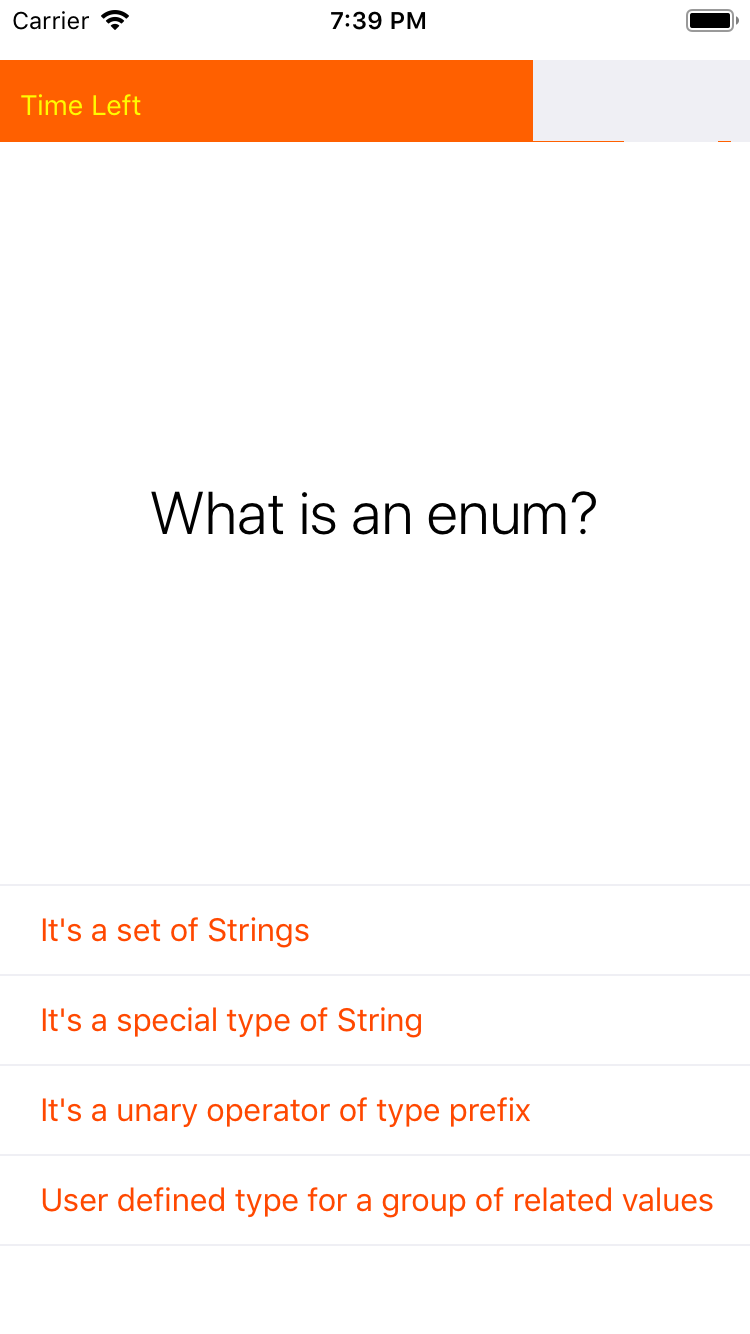 Carrier 7:39 PM
Time Left
What is an enum?
It's a set of Strings
It's a special type of String
It's a unary operator of type prefix
User defined type for a group of related values